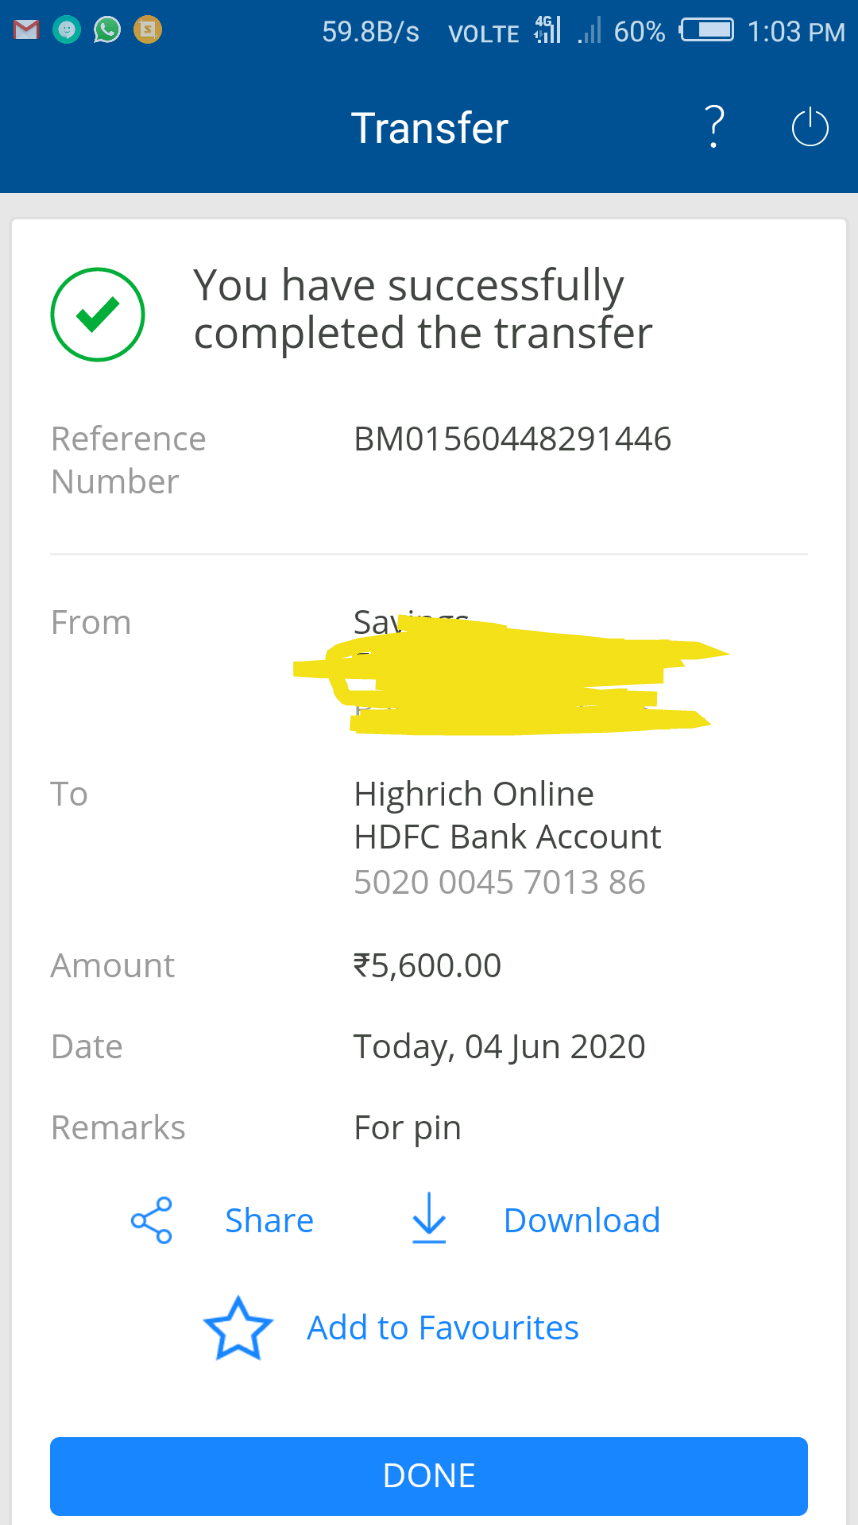 59.8B/s VOLTE 4G 60% 1:03 PM
Transfer
?
You have successfully
completed the transfer
Reference
Number
BM01560448291446
From
Savings
To
Highrich Online
HDFC Bank Account
5020 0045 7013 86
Amount
₹5,600.00
Date
Today, 04 Jun 2020
Remarks
For pin
Share
Download
Add to Favourites
DONE